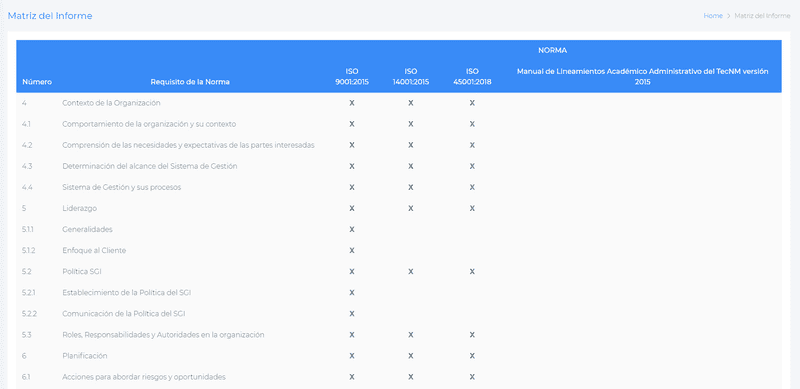 Matriz del Informe
Home > Matriz del Informe
NORMA
Número Requisito de la Norma ISO 9001:2015 ISO 14001:2015 ISO 45001:2018 Manual de Lineamientos Académico Administrativo del TecNM versión 2015
4 Contexto de la Organización X X X
4.1 Comportamiento de la organización y su contexto X X X
4.2 Comprensión de las necesidades y expectativas de las partes interesadas X X X
4.3 Determinación del alcance del Sistema de Gestión X X X
4.4 Sistema de Gestión y sus procesos X X X
5 Liderazgo X X X
5.1.1 Generalidades X
5.1.2 Enfoque al Cliente X
5.2 Política SGI X X X
5.2.1 Establecimiento de la Política del SGI X
5.2.2 Comunicación de la Política del SGI X
5.3 Roles, Responsabilidades y Autoridades en la organización X X X
6 Planificación X X X
6.1 Acciones para abordar riesgos y oportunidades X X X